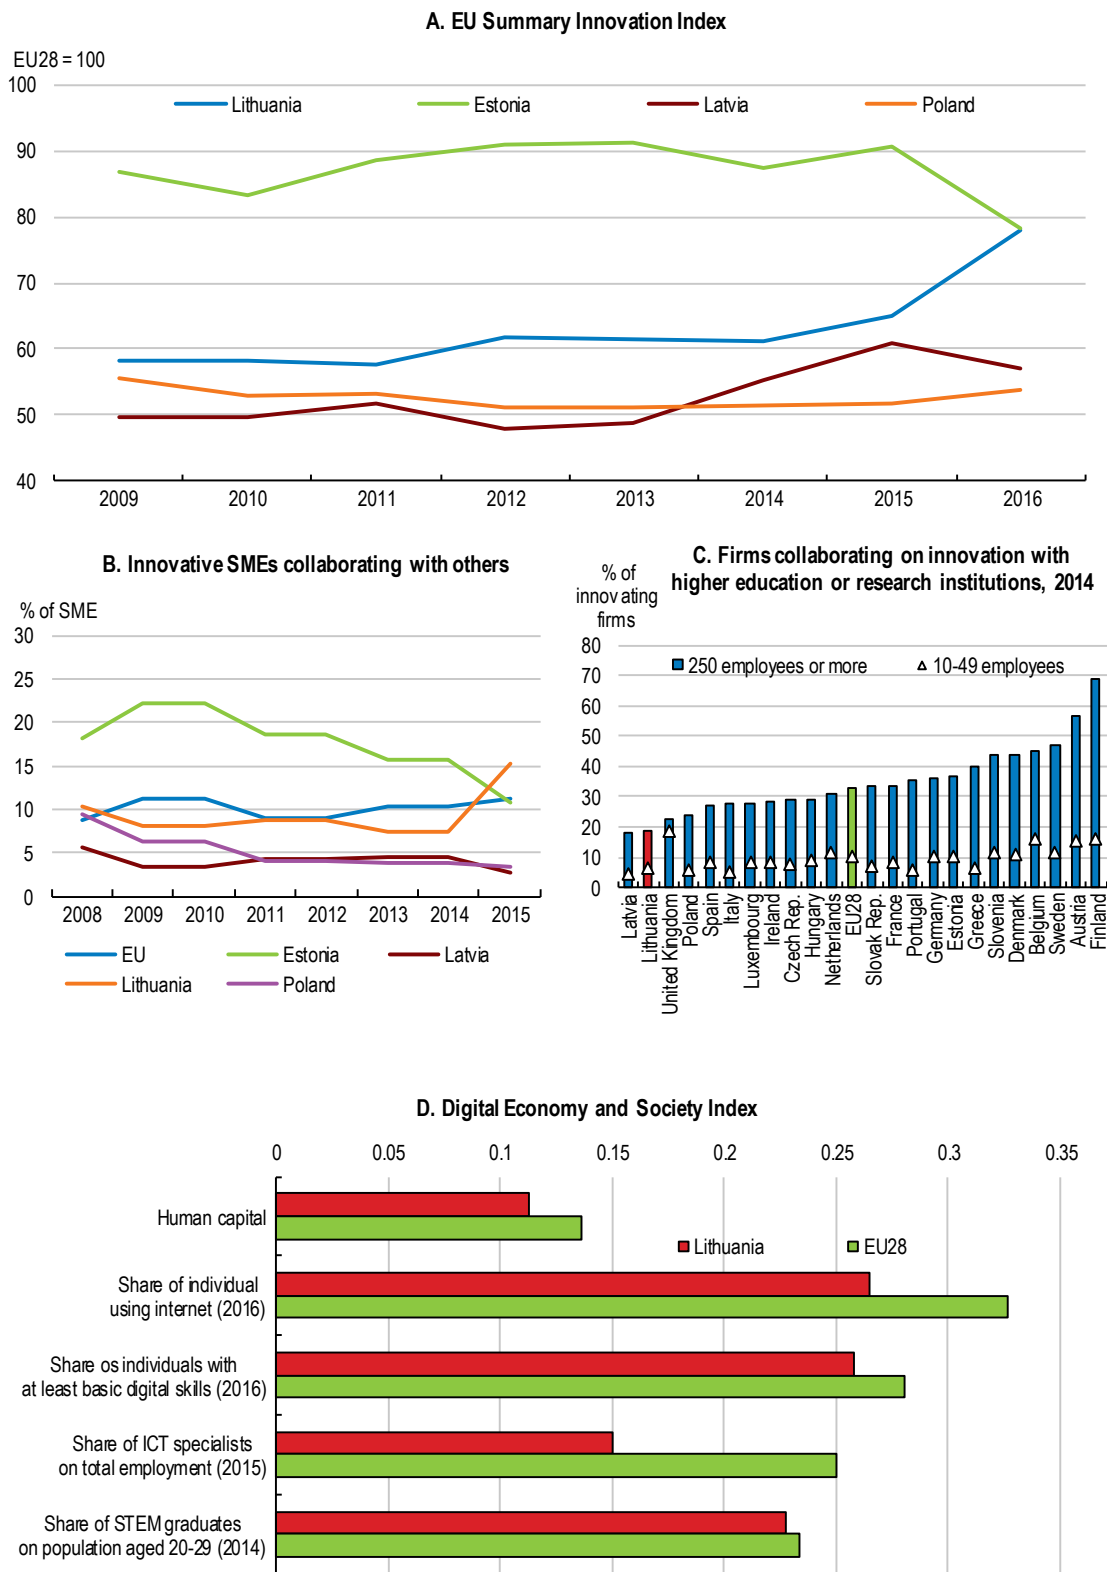 A. EU Summary Innovation Index
EU28 = 100
100
90
80
70
60
50
40
Lithuania
Estonia
Latvia
Poland
2009
2010
2011
2012
2013
2014
2015
2016
B. Innovative SMEs collaborating with others
% of SME
30
25
20
15
10
5
0
2008
2009
2010
2011
2012
2013
2014
2015
EU
Estonia
Latvia
Lithuania
Poland
C. Firms collaborating on innovation with
higher education or research institutions, 2014
% of
innovating
firms
80
70
60
50
40
30
20
10
0
250 employees or more
10-49 employees
Latvia
Lithuania
United Kingdom
Poland
Spain
Italy
Luxembourg
Ireland
Czech Rep.
Hungary
Netherlands
EU28
Slovak Rep.
France
Portugal
Germany
Estonia
Greece
Slovenia
Denmark
Belgium
Sweden
Austria
Finland
D. Digital Economy and Society Index
0
0.05
0.1
0.15
0.2
0.25
0.3
0.35
Lithuania
EU28
Human capital
Share of individual
using internet (2016)
Share os individuals with
at least basic digital skills (2016)
Share of ICT specialists
on total employment (2015)
Share of STEM graduates
on population aged 20-29 (2014)